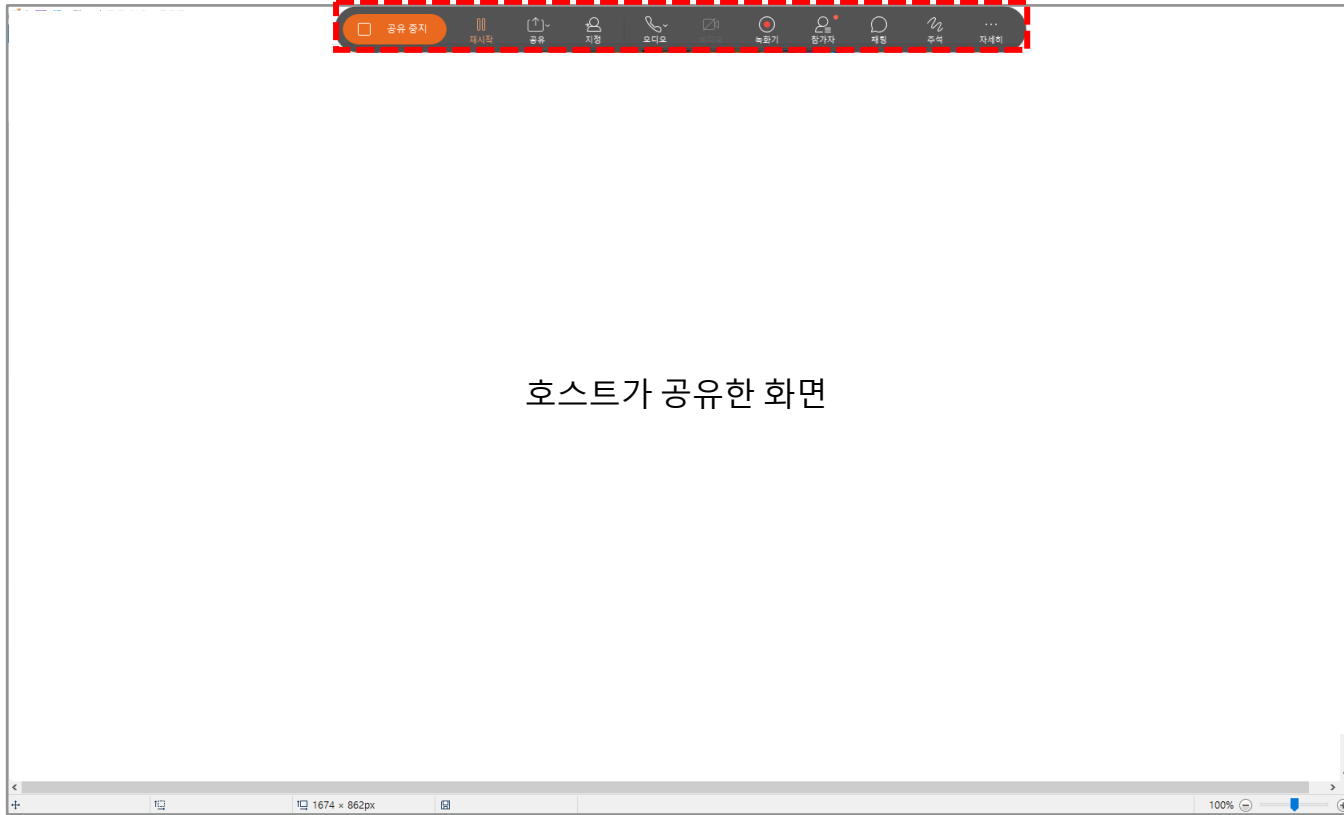 공유 중지
재시작
공유
지정
오디오
녹화기
참가자
채팅
주석
자세히
호스트가 공유한 화면
1674 × 862px
100%